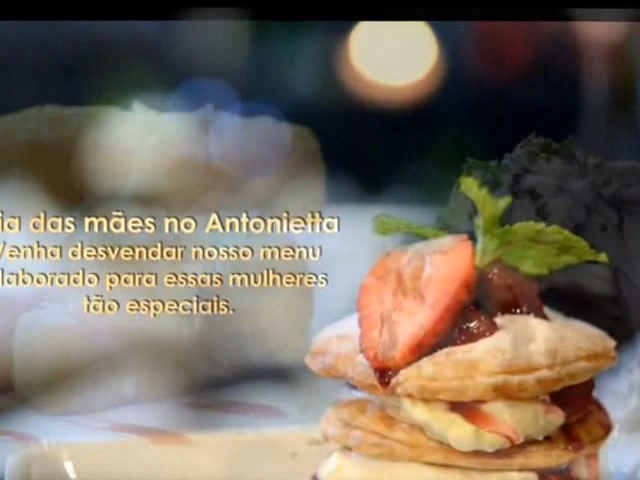 ia das mães no Antonietta
Venha desvendar nosso menu
laborado para essas mulheres
tão especiais.